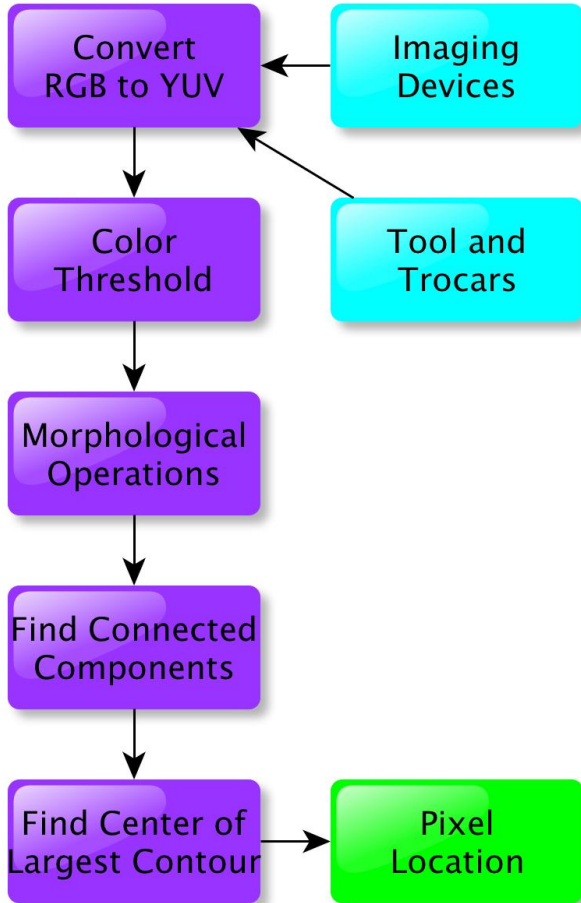 Convert
RGB to YUV
Imaging
Devices
Color
Threshold
Tool and
Trocars
Morphological
Operations
Find Connected
Components
Find Center of
Largest Contour
Pixel
Location